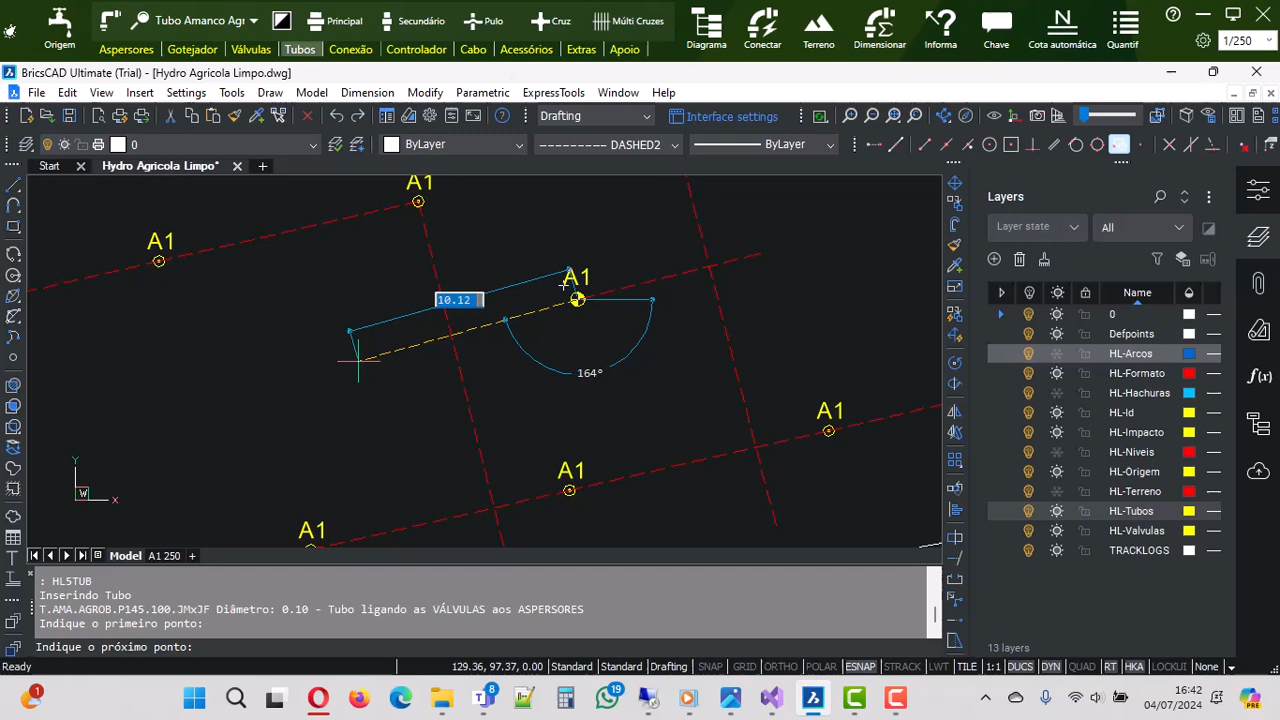 Tubo Amanco Agr
Principal
Secundário
Pulo
Cruz
Múlti Cruzes
Origem
Aspersores
Gotejador
Válvulas
Tubos
Conexão
Controlador
Cabo
Acessórios
Extras
Apoio
Diagrama
Conectar
Terreno
Dimensionar
Informa
Chave
Cota automática
Quantif
1/250
BricsCAD Ultimate (Trial) - [Hydro Agricola Limpo.dwg]
File Edit View Insert Settings Tools Draw Model Dimension Modify Parametric ExpressTools Window Help
Drafting
Interface settings
0
ByLayer
DASHED2
ByLayer
Start
Hydro Agricola Limpo*
A1
A1
A1
10.12
164°
A1
A1
A1
Y
W
X
Model A1 250
Layers
Layer state
All
Name
0
Defpoints
HL-Arcos
HL-Formato
HL-Hachuras
HL-Id
HL-Impacto
HL-Niveis
HL-Origem
HL-Terreno
HL-Tubos
HL-Valvulas
TRACKLOGS
13 layers
: HLSTUB
Inserindo Tubo
T.AMA.AGROB.P145.100.JMxJF Diâmetro: 0.10 - Tubo ligando as VÁLVULAS aos ASPERSORES
Indique o primeiro ponto:
Indique o próximo ponto:
Ready
129.36, 97.37, 0.00 Standard Standard Drafting SNAP GRID ORTHO POLAR ESNAP STRACK LWT TILE 1:1 DUCS DYN QUAD RT HKA LOCKUI None
1
8
19
16:42
04/07/2024
PRE